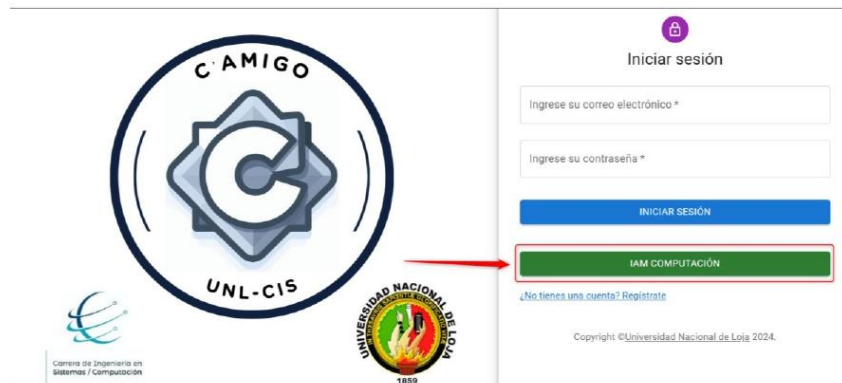 C'AMIGO
C
UNL-CIS
Carrera de Ingeniería en
Sistemas / Computación
UNIVERSIDAD NACIONAL DE LOJA
1859
Iniciar sesión
Ingrese su correo electrónico *
Ingrese su contraseña *
INICIAR SESIÓN
IAM COMPUTACIÓN
¿No tienes una cuenta? Regístrate
Copyright ©Universidad Nacional de Loja 2024.